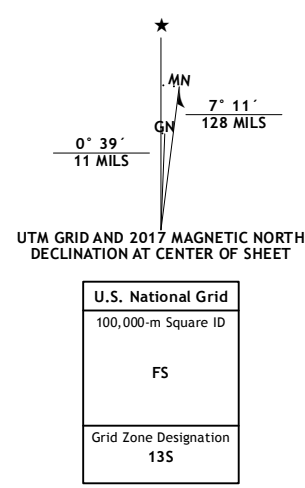 ★
MN
7° 11´
128 MILS
GN
0° 39´
11 MILS
UTM GRID AND 2017 MAGNETIC NORTH
DECLINATION AT CENTER OF SHEET
U.S. National Grid
100,000-m Square ID
FS
Grid Zone Designation
13S